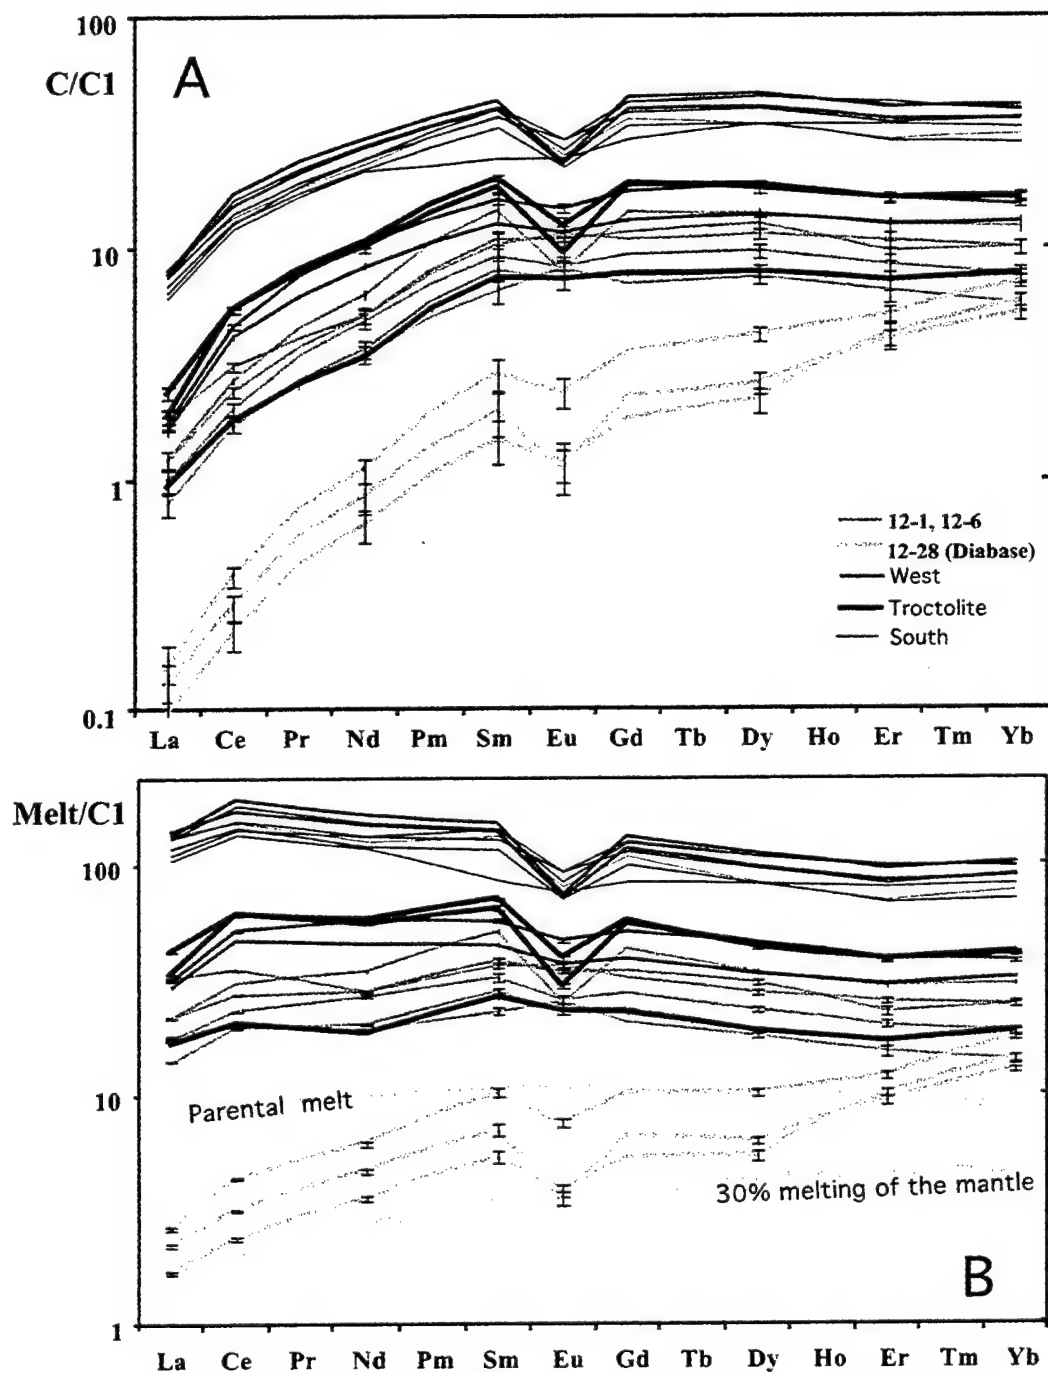 100
C/C1
A
10
1
12-1, 12-6
12-28 (Diabase)
West
Troctolite
South
0.1
La Ce Pr Nd Pm Sm Eu Gd Tb Dy Ho Er Tm Yb
Melt/C1
100
10
Parental melt
30% melting of the mantle
B
1
La Ce Pr Nd Pm Sm Eu Gd Tb Dy Ho Er Tm Yb